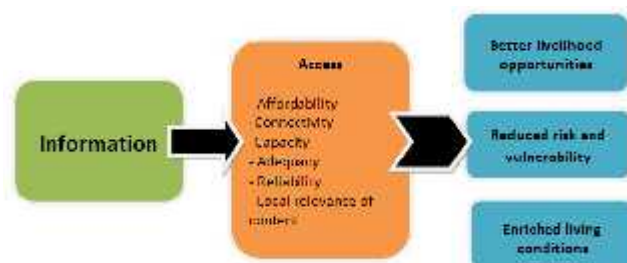 Information
Access
Affordability
Connectivity
Capacity
- Adequacy
- Reliability
Local relevance of
content
Better livelihood
opportunities
Reduced risk and
vulnerability
Enriched living
conditions